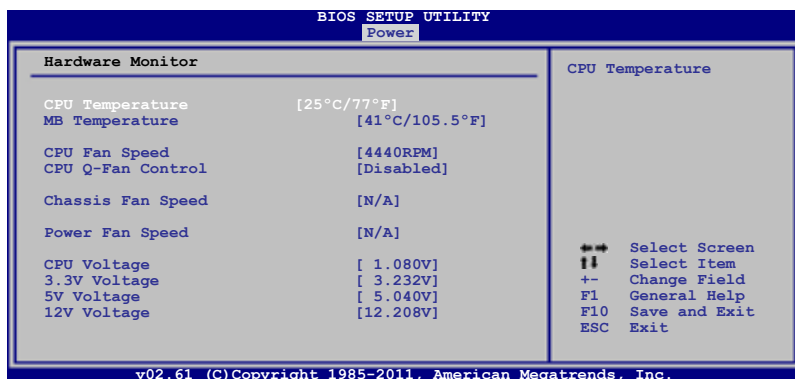 BIOS SETUP UTILITY
Power
Hardware Monitor
CPU Temperature [25°C/77°F]
MB Temperature [41°C/105.5°F]
CPU Fan Speed [4440RPM]
CPU Q-Fan Control [Disabled]
Chassis Fan Speed [N/A]
Power Fan Speed [N/A]
CPU Voltage [ 1.080V]
3.3V Voltage [ 3.232V]
5V Voltage [ 5.040V]
12V Voltage [12.208V]
CPU Temperature
←→ Select Screen
↑↓ Select Item
+- Change Field
F1 General Help
F10 Save and Exit
ESC Exit
v02.61 (C)Copyright 1985-2011, American Megatrends, Inc.